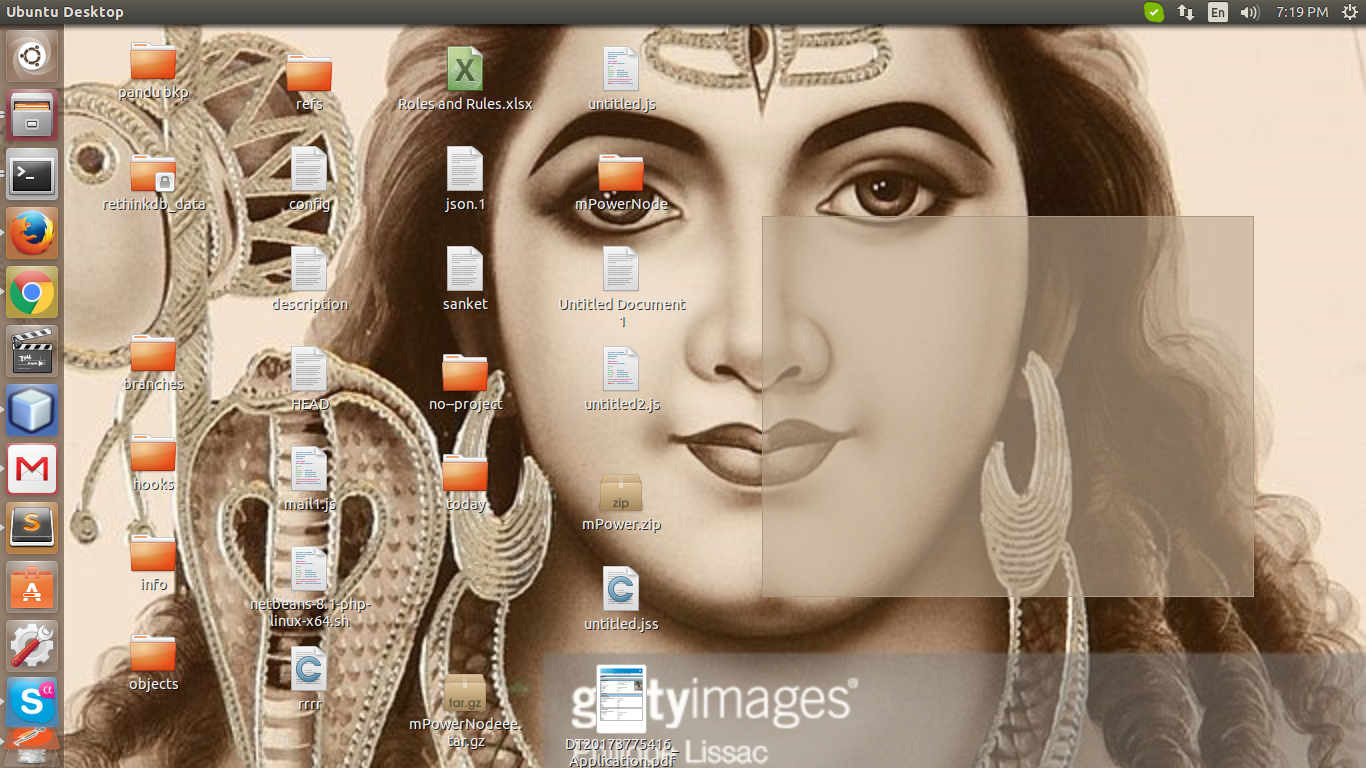 Ubuntu Desktop
En
7:19 PM
pandu bkp
refs
Roles and Rules.xlsx
untitled.js
rethinkdb_data
config
json.1
mPowerNode
description
sanket
Untitled Document
1
branches
HEAD
no--project
untitled2.js
hooks
mail1.js
today
zip
mPower.zip
info
netbeans-8.1-php-
linux-x64.sh
untitled.jss
objects
rrrr
tar.gz
mPowerNodeee.
tar.gz
DT20173775416_
Application.pdf
gettyimages®
Lissac